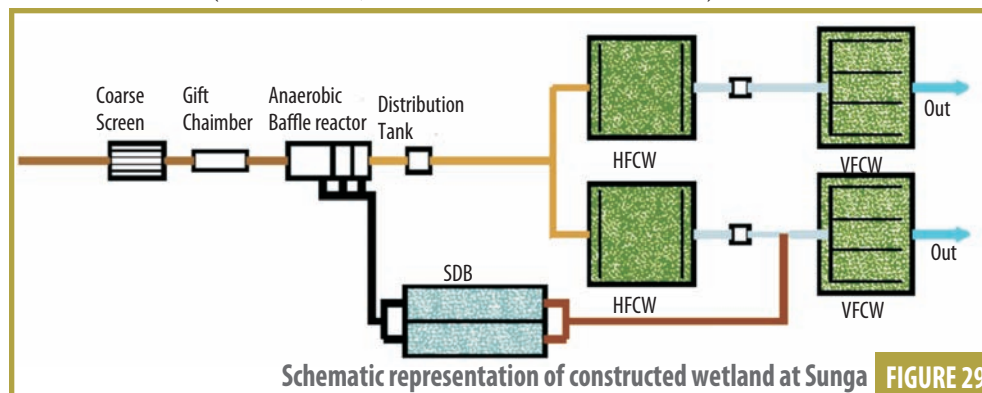 Coarse
Screen
Gift
Chaimber
Anaerobic
Baffle reactor
Distribution
Tank
HFCW
VFCW
Out
HFCW
VFCW
Out
SDB
Schematic representation of constructed wetland at Sunga FIGURE 29